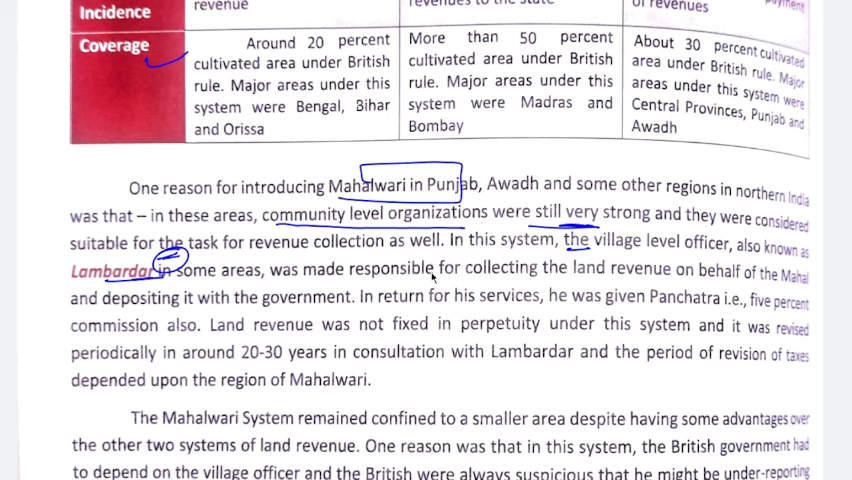 Incidence
revenue
revenues to the state
of revenues
payment
Coverage
Around 20 percent
cultivated area under British
rule. Major areas under this
system were Bengal, Bihar
and Orissa
More than 50 percent
cultivated area under British
rule. Major areas under this
system were Madras and
Bombay
About 30 percent cultivated
area under British rule. Major
areas under this system were
Central Provinces, Punjab and
Awadh
One reason for introducing Mahalwari in Punjab, Awadh and some other regions in northern India
was that – in these areas, community level organizations were still very strong and they were considered
suitable for the task for revenue collection as well. In this system, the village level officer, also known as
Lambardar in some areas, was made responsible for collecting the land revenue on behalf of the Mahal
and depositing it with the government. In return for his services, he was given Panchatra i.e., five percent
commission also. Land revenue was not fixed in perpetuity under this system and it was revised
periodically in around 20-30 years in consultation with Lambardar and the period of revision of taxes
depended upon the region of Mahalwari.
The Mahalwari System remained confined to a smaller area despite having some advantages over
the other two systems of land revenue. One reason was that in this system, the British government had
to depend on the village officer and the British were always suspicious that he might be under-reporting